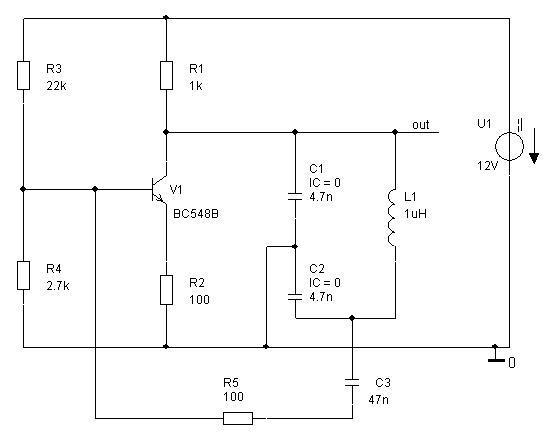 R3
22k
R1
1k
out
U1
12V
C1
IC = 0
4.7n
L1
1uH
V1
BC548B
R4
2.7k
R2
100
C2
IC = 0
4.7n
0
R5
100
C3
47n